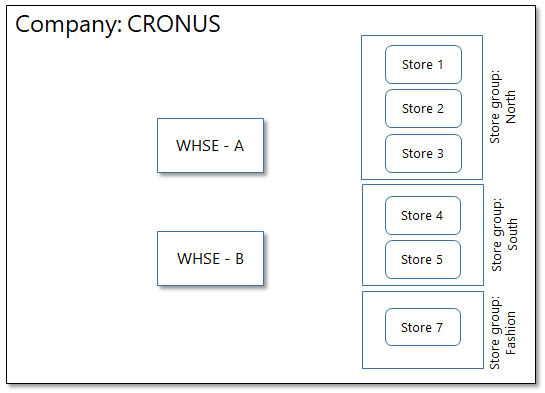 Company: CRONUS
WHSE - A
WHSE - B
Store 1
Store 2
Store 3
Store group:
North
Store 4
Store 5
Store group:
South
Store 7
Store group:
Fashion